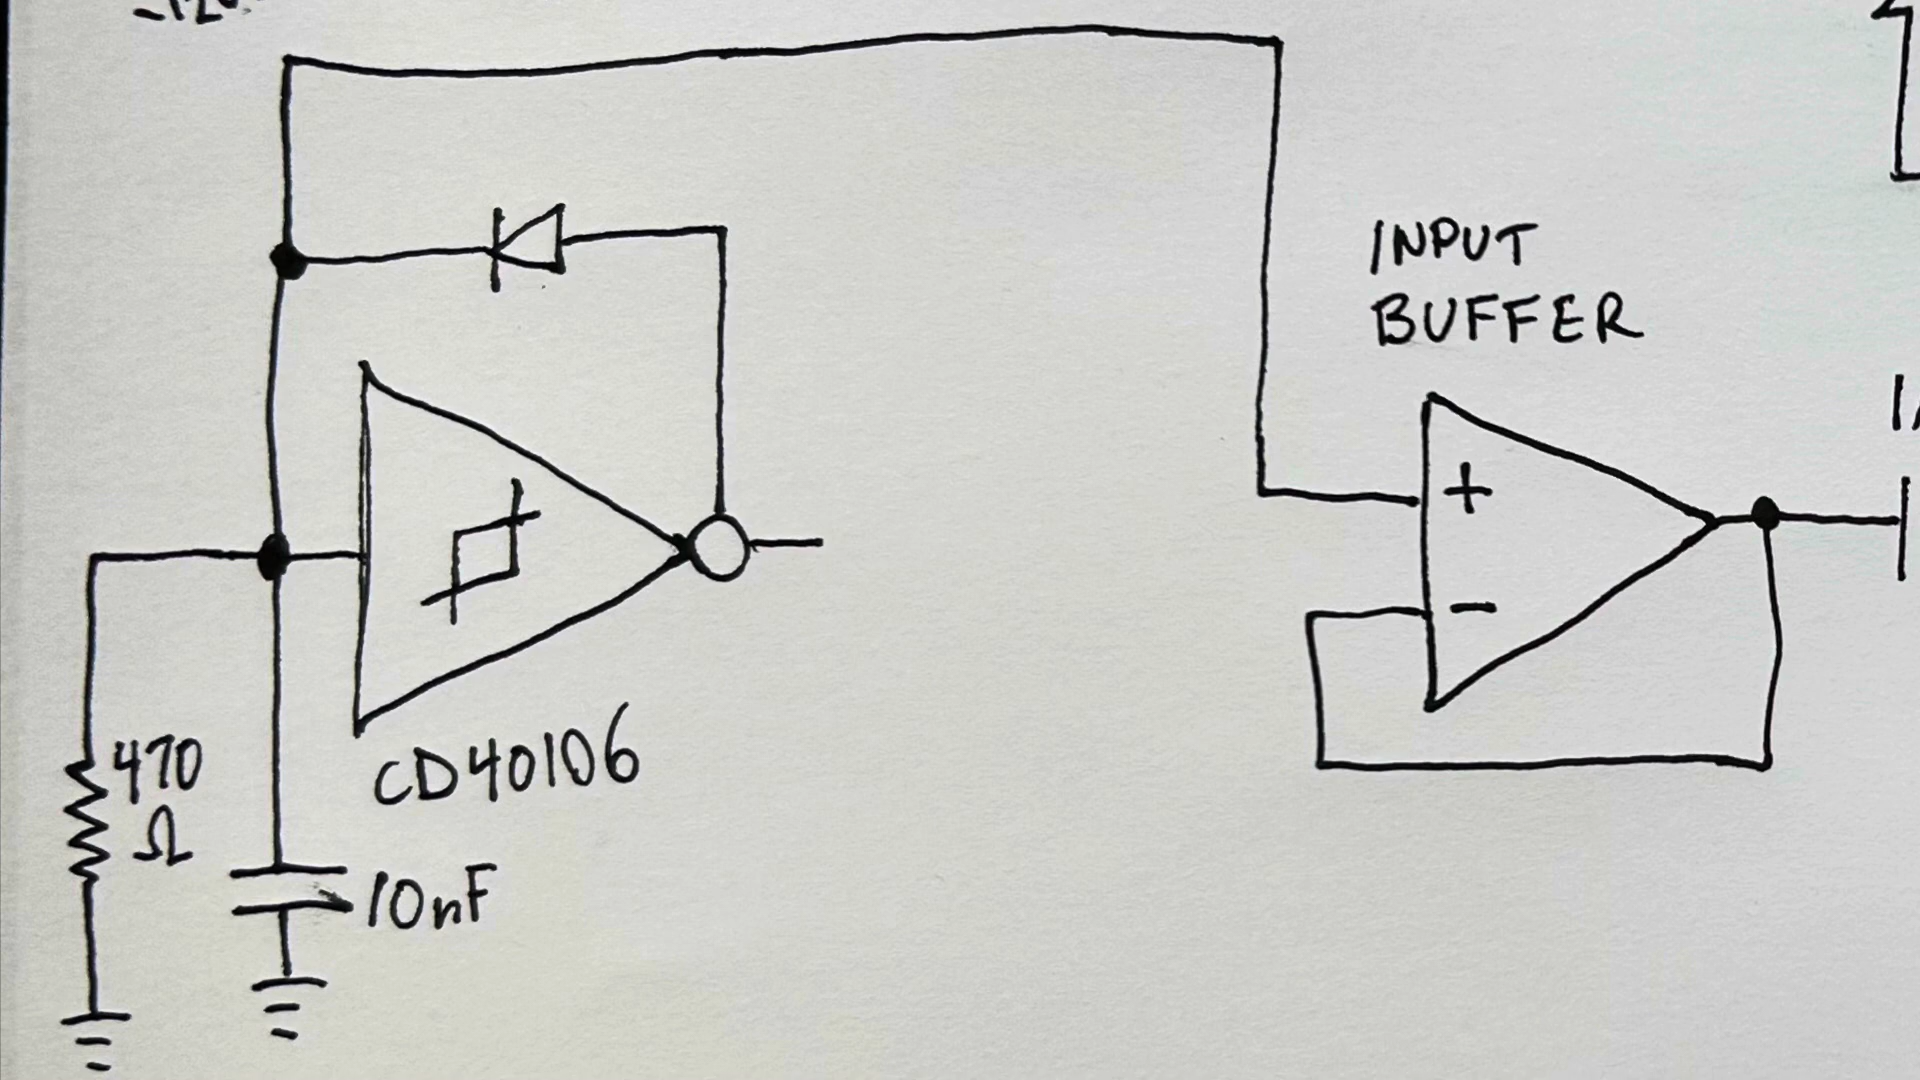 INPUT
BUFFER
+
-
470
Ω
CD40106
10nF